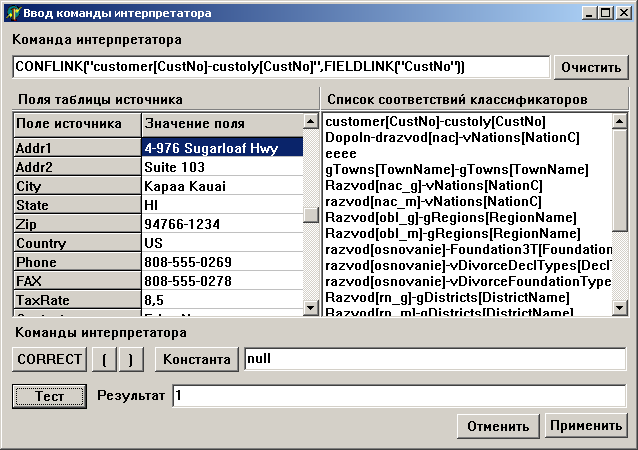 Ввод команды интерпретатора
Команда интерпретатора
CONFLINK("customer[CustNo]-custoly[CustNo]",FIELDLINK("CustNo")) Очистить
Поля таблицы источника Список соответствий классификаторов
Поле источника Значение поля customer[CustNo]-custoly[CustNo]
Addr1 4-976 Sugarloaf Hwy Dopoln-drazvod[nac]-vNations[NationC]
Addr2 Suite 103 eeee
City Kapaa Kauai gTowns[TownName]-gTowns[TownName]
State HI Razvod[nac_g]-vNations[NationC]
Zip 94766-1234 razvod[nac_m]-vNations[NationC]
Country US Razvod[obl_g]-gRegions[RegionName]
Phone 808-555-0269 Razvod[obl_m]-gRegions[RegionName]
FAX 808-555-0278 razvod[osnovanie]-Foundation3T[Foundation
TaxRate 8,5 razvod[osnovanie]-vDivorceDeclTypes[Decl
razvod[osnovanie]-vDivorceFoundationType
Razvod[rn_g]-gDistricts[DistrictName]
Razvod[rn_m]-gDistricts[DistrictName]
Команды интерпретатора
CORRECT ( ) Константа null
Тест Результат 1
Отменить Применить